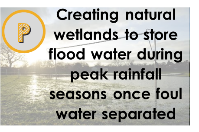 P
Creating natural
wetlands to store
flood water during
peak rainfall
seasons once foul
water separated